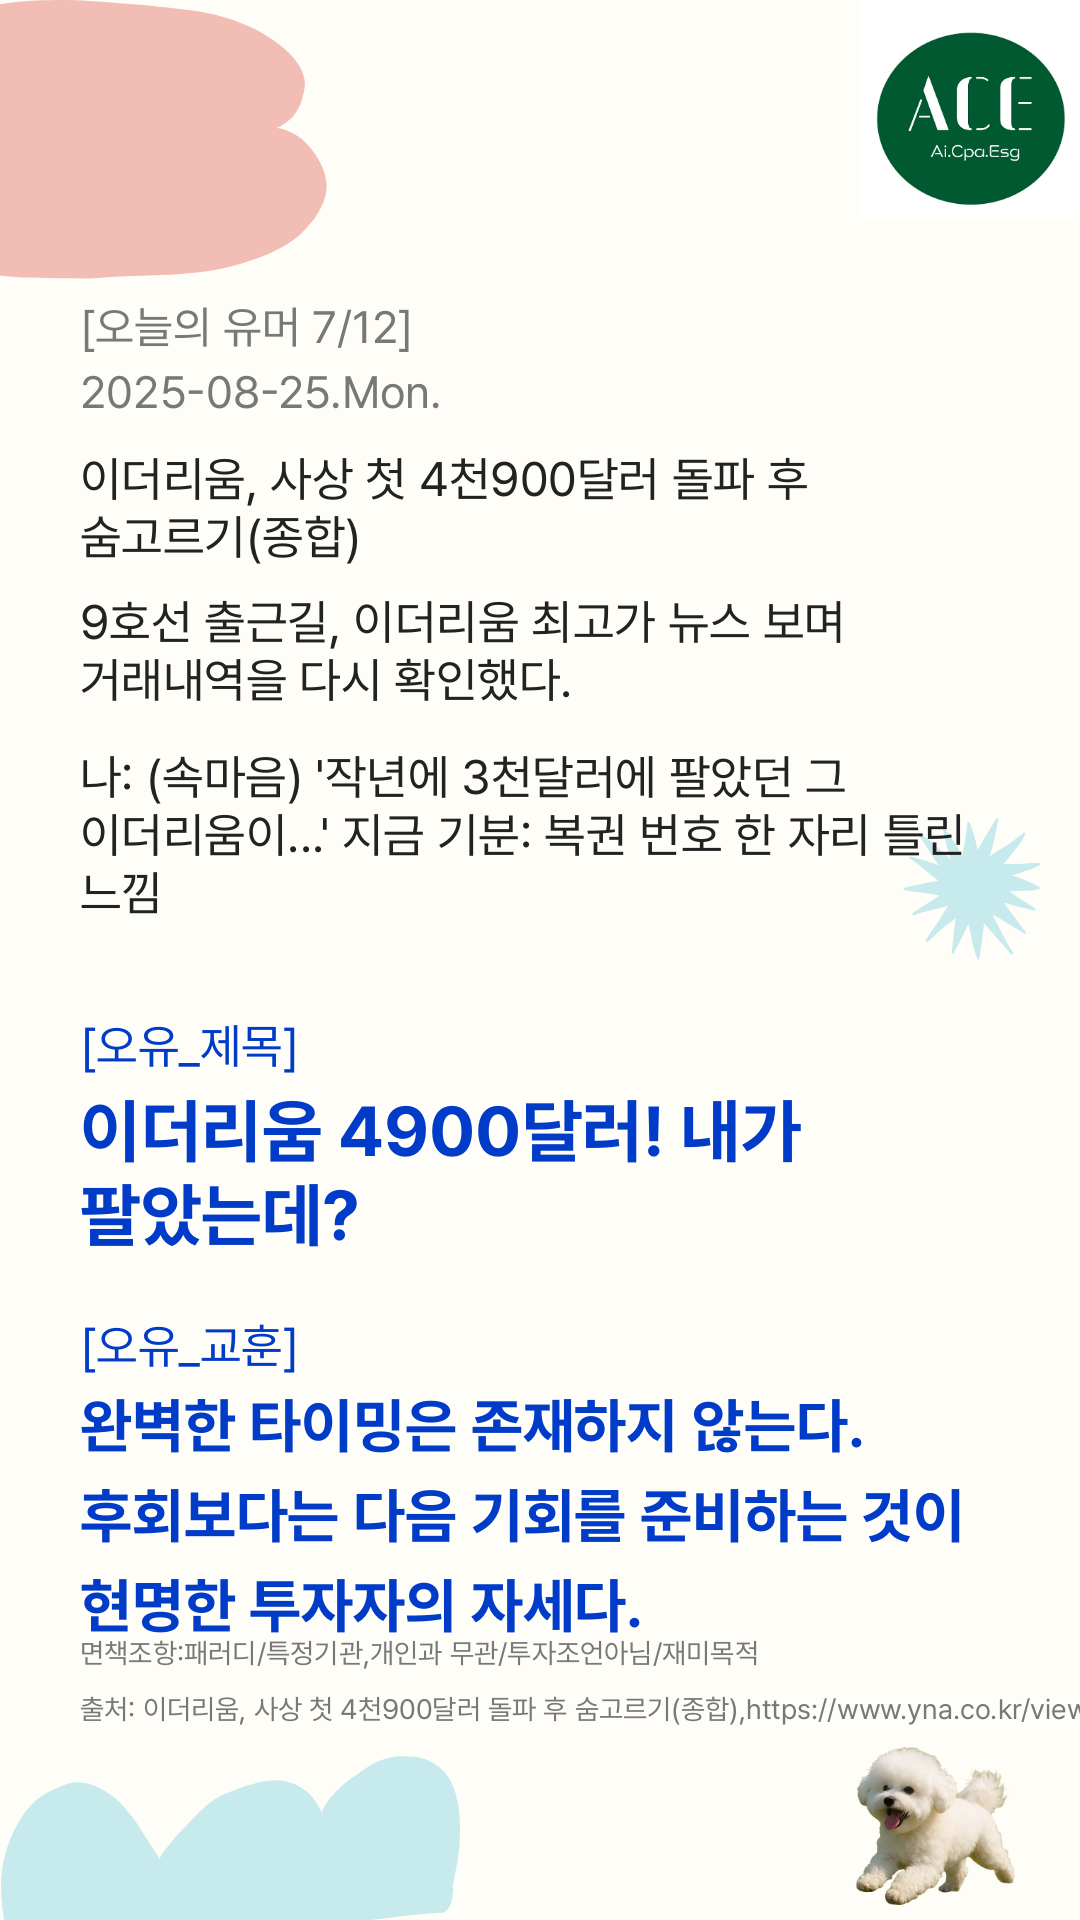 ACE
Ai.Cpa.Esg
[오늘의 유머 7/12]
2025-08-25.Mon.
이더리움, 사상 첫 4천900달러 돌파 후
숨고르기(종합)
9호선 출근길, 이더리움 최고가 뉴스 보며
거래내역을 다시 확인했다.
나: (속마음) '작년에 3천달러에 팔았던 그
이더리움이...' 지금 기분: 복권 번호 한 자리 틀린
느낌
[오유_제목]
이더리움 4900달러! 내가
팔았는데?
[오유_교훈]
완벽한 타이밍은 존재하지 않는다.
후회보다는 다음 기회를 준비하는 것이
현명한 투자자의 자세다.
면책조항:패러디/특정기관,개인과 무관/투자조언아님/재미목적
출처: 이더리움, 사상 첫 4천900달러 돌파 후 숨고르기(종합),https://www.yna.co.kr/view